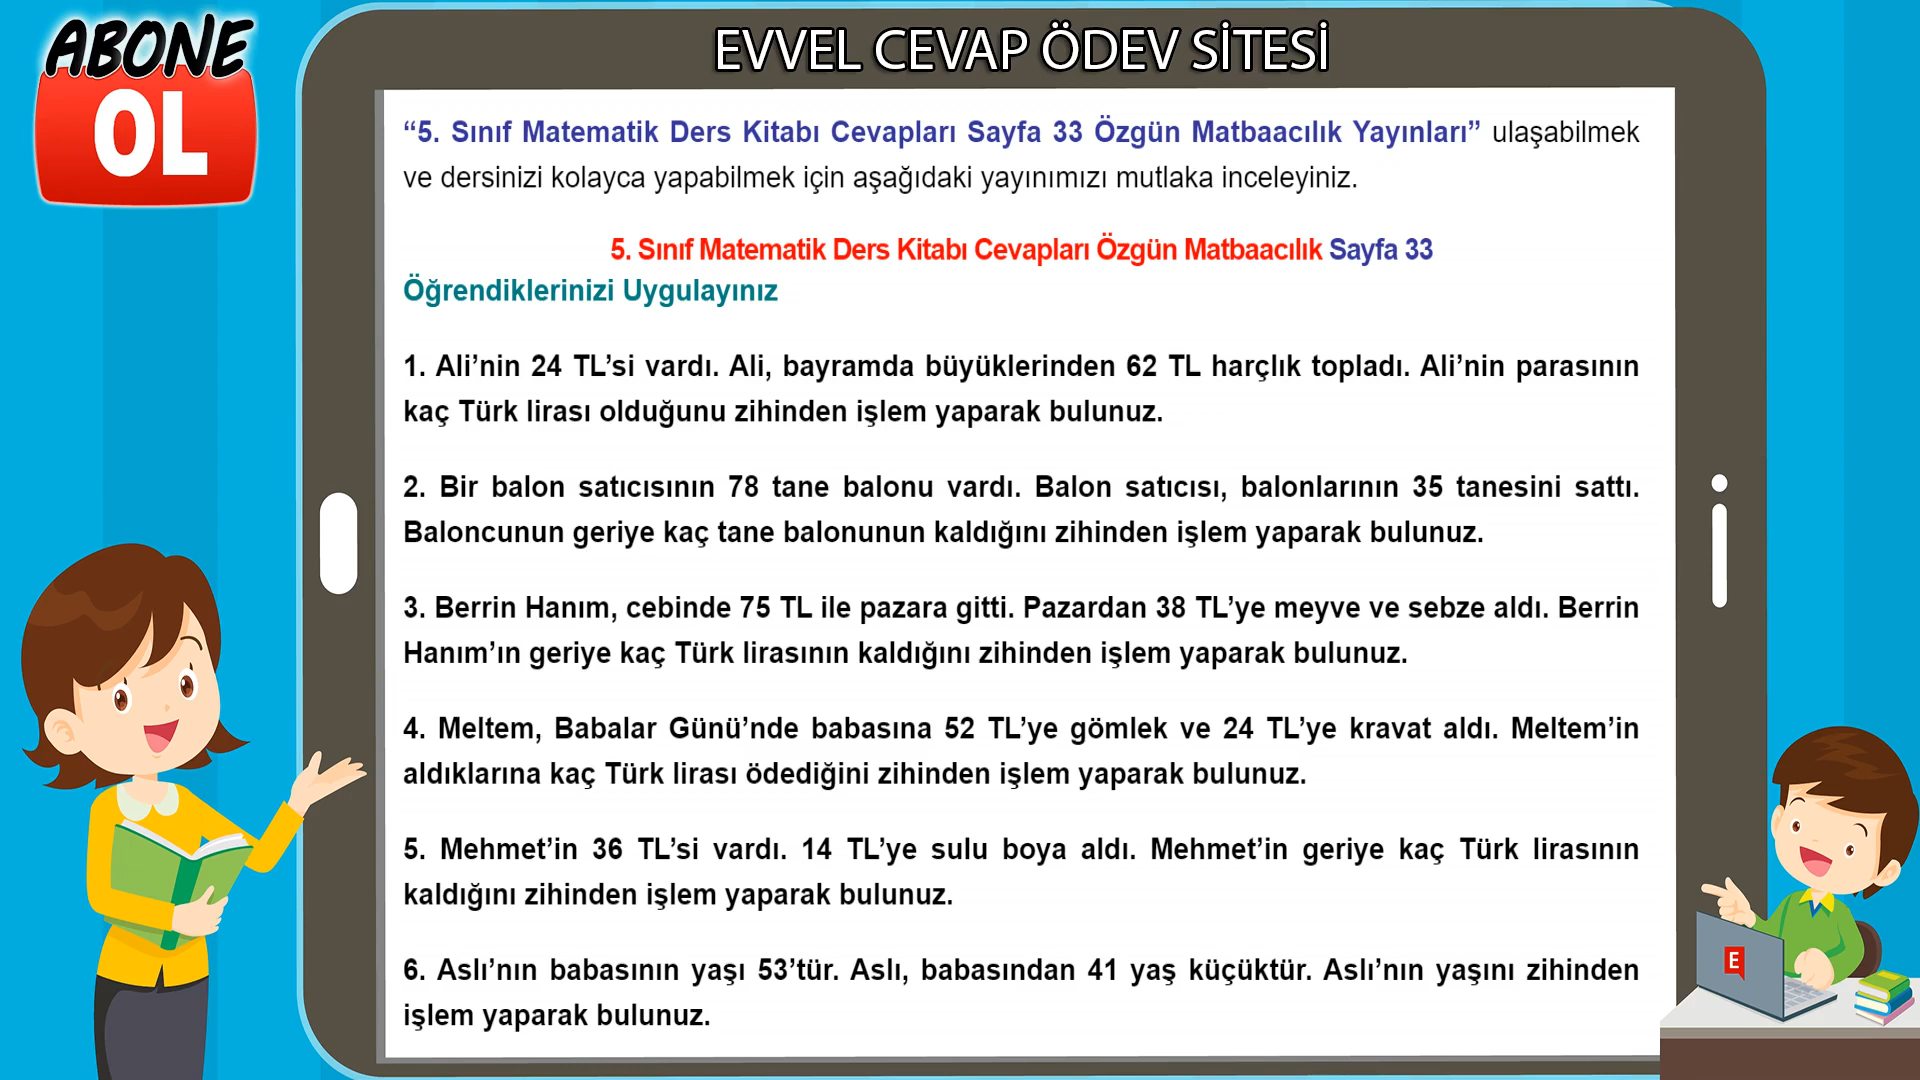 ABONE
OL
EVVEL CEVAP ÖDEV SİTESİ
“5. Sınıf Matematik Ders Kitabı Cevapları Sayfa 33 Özgün Matbaacılık Yayınları” ulaşabilmek
ve dersinizi kolayca yapabilmek için aşağıdaki yayınımızı mutlaka inceleyiniz.
5. Sınıf Matematik Ders Kitabı Cevapları Özgün Matbaacılık Sayfa 33
Öğrendiklerinizi Uygulayınız
1. Ali’nin 24 TL’si vardı. Ali, bayramda büyüklerinden 62 TL harçlık topladı. Ali’nin parasının
kaç Türk lirası olduğunu zihinden işlem yaparak bulunuz.
2. Bir balon satıcısının 78 tane balonu vardı. Balon satıcısı, balonlarının 35 tanesini sattı.
Baloncunun geriye kaç tane balonunun kaldığını zihinden işlem yaparak bulunuz.
3. Berrin Hanım, cebinde 75 TL ile pazara gitti. Pazardan 38 TL’ye meyve ve sebze aldı. Berrin
Hanım’ın geriye kaç Türk lirasının kaldığını zihinden işlem yaparak bulunuz.
4. Meltem, Babalar Günü’nde babasına 52 TL’ye gömlek ve 24 TL’ye kravat aldı. Meltem’in
aldıklarına kaç Türk lirası ödediğini zihinden işlem yaparak bulunuz.
5. Mehmet’in 36 TL’si vardı. 14 TL’ye sulu boya aldı. Mehmet’in geriye kaç Türk lirasının
kaldığını zihinden işlem yaparak bulunuz.
6. Aslı’nın babasının yaşı 53’tür. Aslı, babasından 41 yaş küçüktür. Aslı’nın yaşını zihinden
işlem yaparak bulunuz.
E